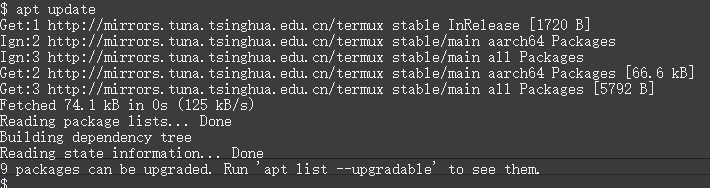 $ apt update
Get:1 http://mirrors.tuna.tsinghua.edu.cn/termux stable InRelease [1720 B]
Ign:2 http://mirrors.tuna.tsinghua.edu.cn/termux stable/main aarch64 Packages
Ign:3 http://mirrors.tuna.tsinghua.edu.cn/termux stable/main all Packages
Get:2 http://mirrors.tuna.tsinghua.edu.cn/termux stable/main aarch64 Packages [66.6 kB]
Get:3 http://mirrors.tuna.tsinghua.edu.cn/termux stable/main all Packages [5792 B]
Fetched 74.1 kB in 0s (125 kB/s)
Reading package lists... Done
Building dependency tree
Reading state information... Done
9 packages can be upgraded. Run 'apt list --upgradable' to see them.
$